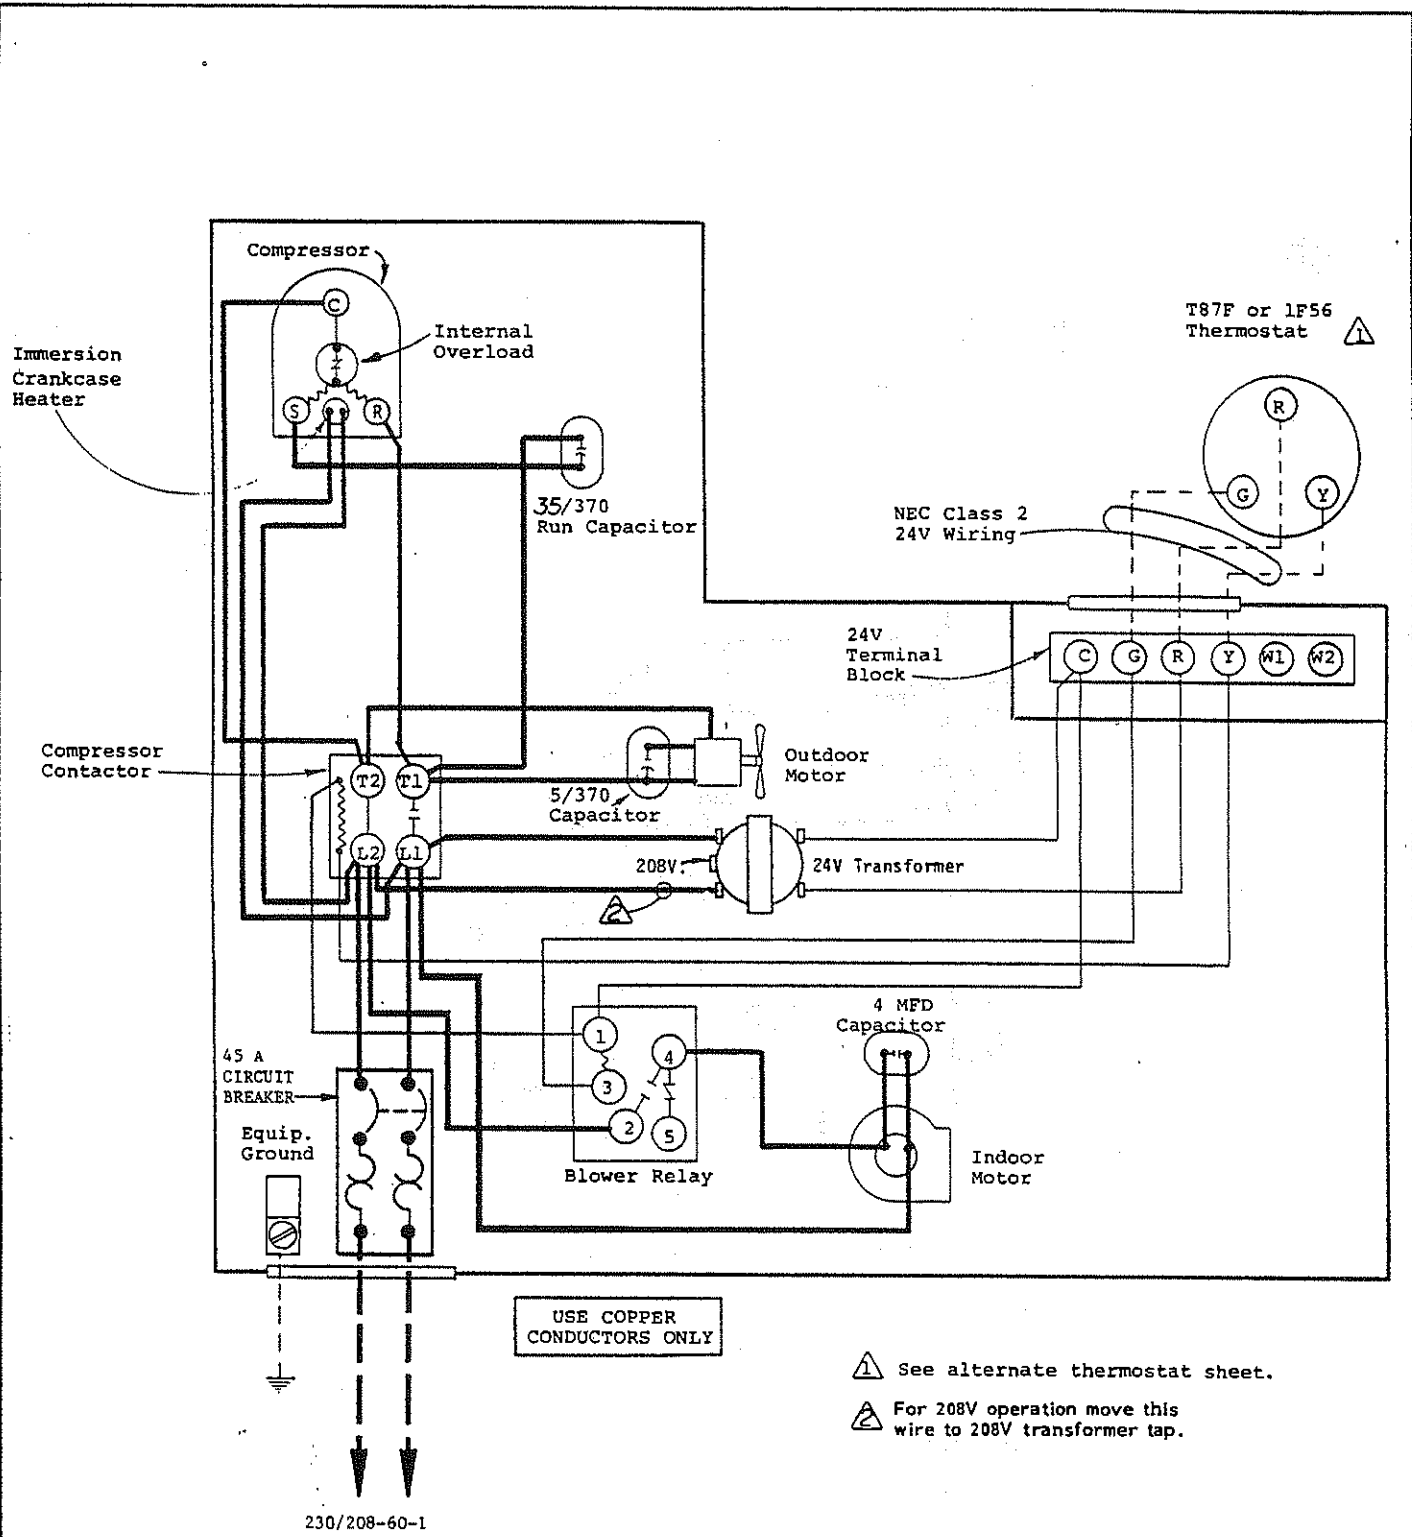 Compressor
Internal
Overload
Immersion
Crankcase
Heater
C
S
R
35/370
Run Capacitor
T87F or 1F56
Thermostat
1
R
G
Y
NEC Class 2
24V Wiring
24V
Terminal
Block
C
G
R
Y
W1
W2
Compressor
Contactor
T2
T1
L2
L1
5/370
Capacitor
Outdoor
Motor
208V.
24V Transformer
2
4 MFD
Capacitor
1
4
3
2
5
Blower Relay
Indoor
Motor
45 A
CIRCUIT
BREAKER
Equip.
Ground
USE COPPER
CONDUCTORS ONLY
1 See alternate thermostat sheet.
2 For 208V operation move this
wire to 208V transformer tap.
230/208-60-1